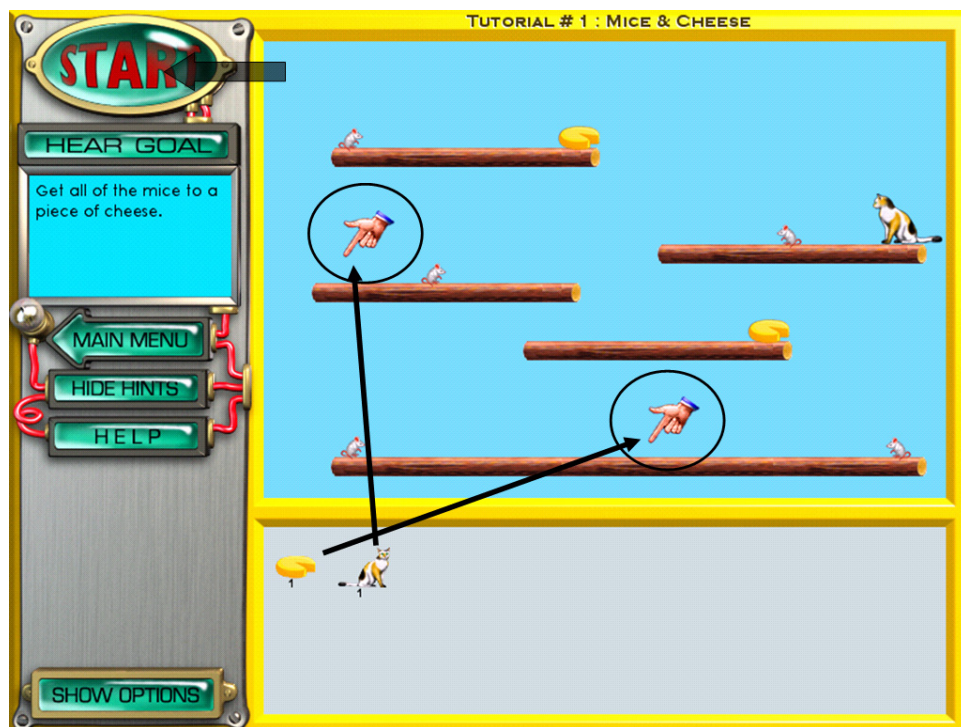 TUTORIAL # 1 : MICE & CHEESE
START
HEAR GOAL
Get all of the mice to a
piece of cheese.
MAIN MENU
HIDE HINTS
HELP
1
1
SHOW OPTIONS